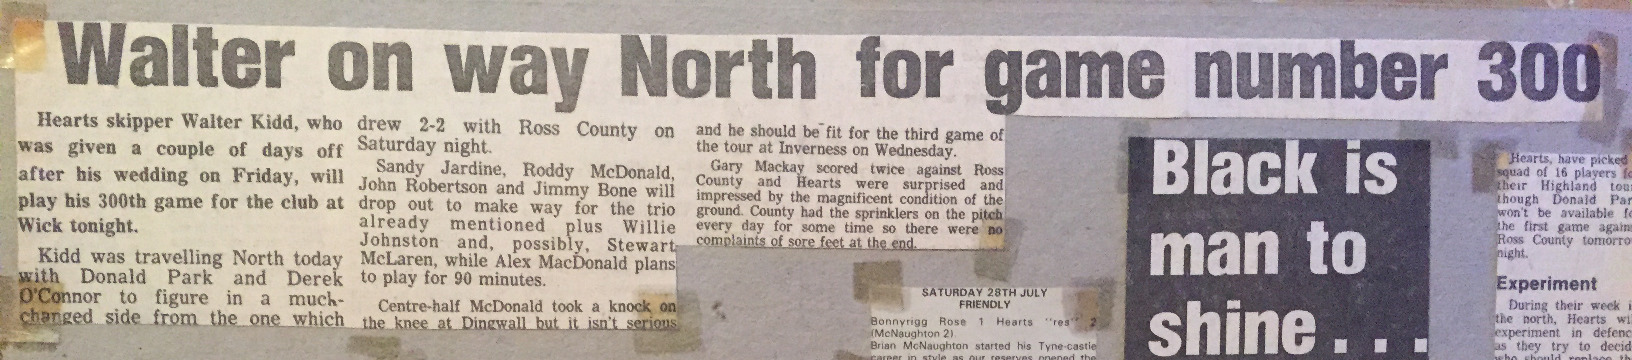 Walter on way North for game number 300
Hearts skipper Walter Kidd, who
was given a couple of days off
after his wedding on Friday, will
play his 300th game for the club at
Wick tonight.
Kidd was travelling North today
with Donald Park and Derek
O'Connor to figure in a much-
changed side from the one which
drew 2-2 with Ross County on
Saturday night.
Sandy Jardine, Roddy McDonald,
John Robertson and Jimmy Bone will
drop out to make way for the trio
already mentioned plus Willie
Johnston and, possibly, Stewart
McLaren, while Alex MacDonald plans
to play for 90 minutes.
Centre-half McDonald took a knock on
the knee at Dingwall but it isn't serious
and he should be fit for the third game of
the tour at Inverness on Wednesday.
Gary Mackay scored twice against Ross
County and Hearts were surprised and
impressed by the magnificent condition of the
ground. County had the sprinklers on the pitch
every day for some time so there were no
complaints of sore feet at the end.
SATURDAY 28TH JULY
FRIENDLY
Bonnyrigg Rose 1 Hearts "res" 2
(McNaughton 2)
Brian McNaughton started his Tyne-castle
career in style as our reserves opened the
Black is
man to
shine...
Hearts, have picked
squad of 16 players
their Highland
though Donald
won't be available
the first game
Ross County
night.
Experiment
During their week
the north, Hearts
experiment in
as they try to
who should replace